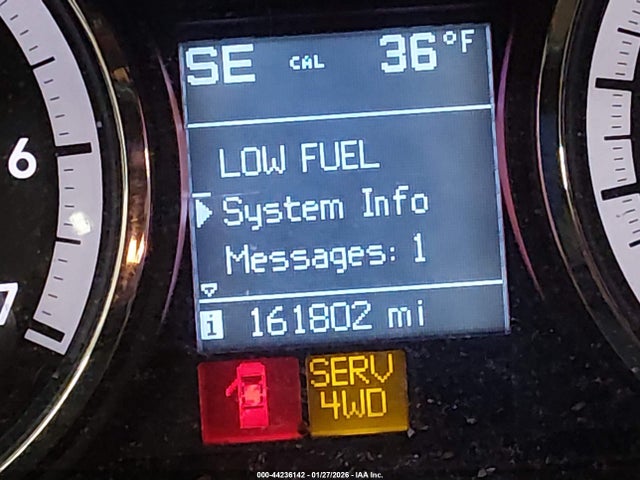 SE CAL 36°F
LOW FUEL
System Info
Messages: 1
i 161802 mi
SERV
4WD
6
7
000-44236142 - 01/27/2026 - IAA Inc.